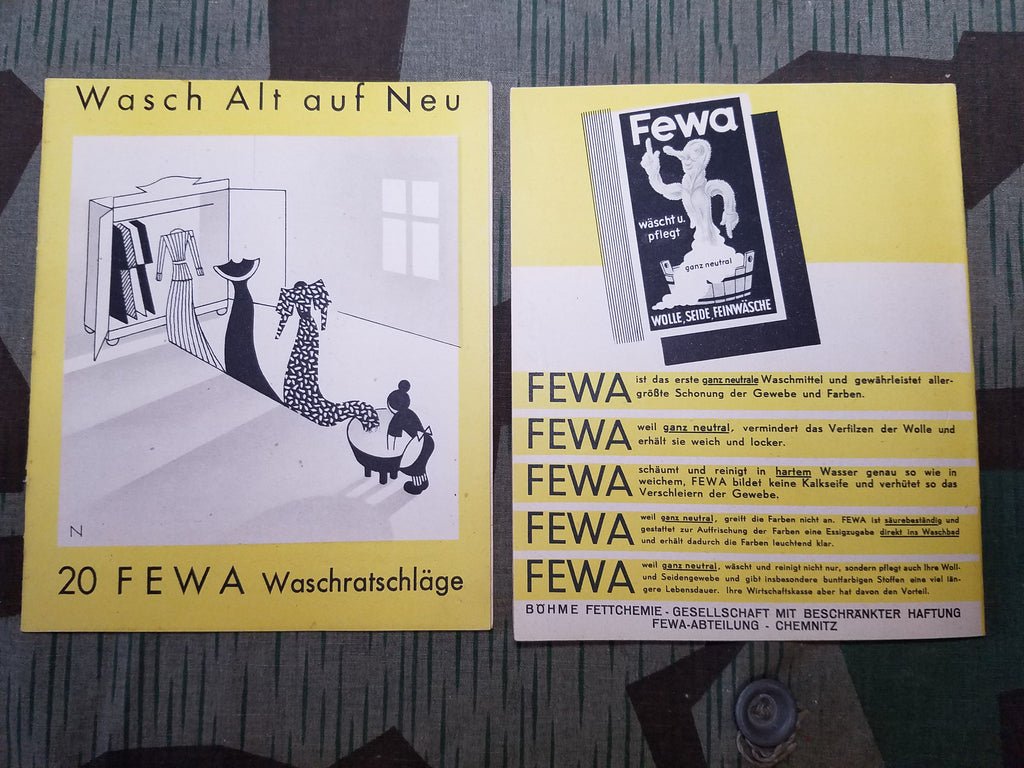 Wasch Alt auf Neu
N
20 FEWA Waschratschläge
Fewa
wäscht u.
pflegt
ganz neutral
WOLLE, SEIDE, FEINWÄSCHE
FEWA ist das erste ganz neutrale Waschmittel und gewährleistet aller-
größte Schonung der Gewebe und Farben.
FEWA weil ganz neutral, vermindert das Verfilzen der Wolle und
erhält sie weich und locker.
FEWA schäumt und reinigt in hartem Wasser genau so wie in
weichem, FEWA bildet keine Kalkseife und verhütet so das
Verschleiern der Gewebe.
FEWA weil ganz neutral, greift die Farben nicht an. FEWA ist säurebeständig und
gestattet zur Auffrischung der Farben eine Essigzugabe direkt ins Waschbad
und erhält dadurch die Farben leuchtend klar.
FEWA weil ganz neutral, wäscht und reinigt nicht nur, sondern pflegt auch Ihre Woll-
und Seidengewebe und gibt insbesondere buntfarbigen Stoffen eine viel län-
gere Lebensdauer. Ihre Wirtschaftskasse aber hat davon den Vorteil.
BÖHME FETTCHEMIE - GESELLSCHAFT MIT BESCHRÄNKTER HAFTUNG
FEWA-ABTEILUNG - CHEMNITZ